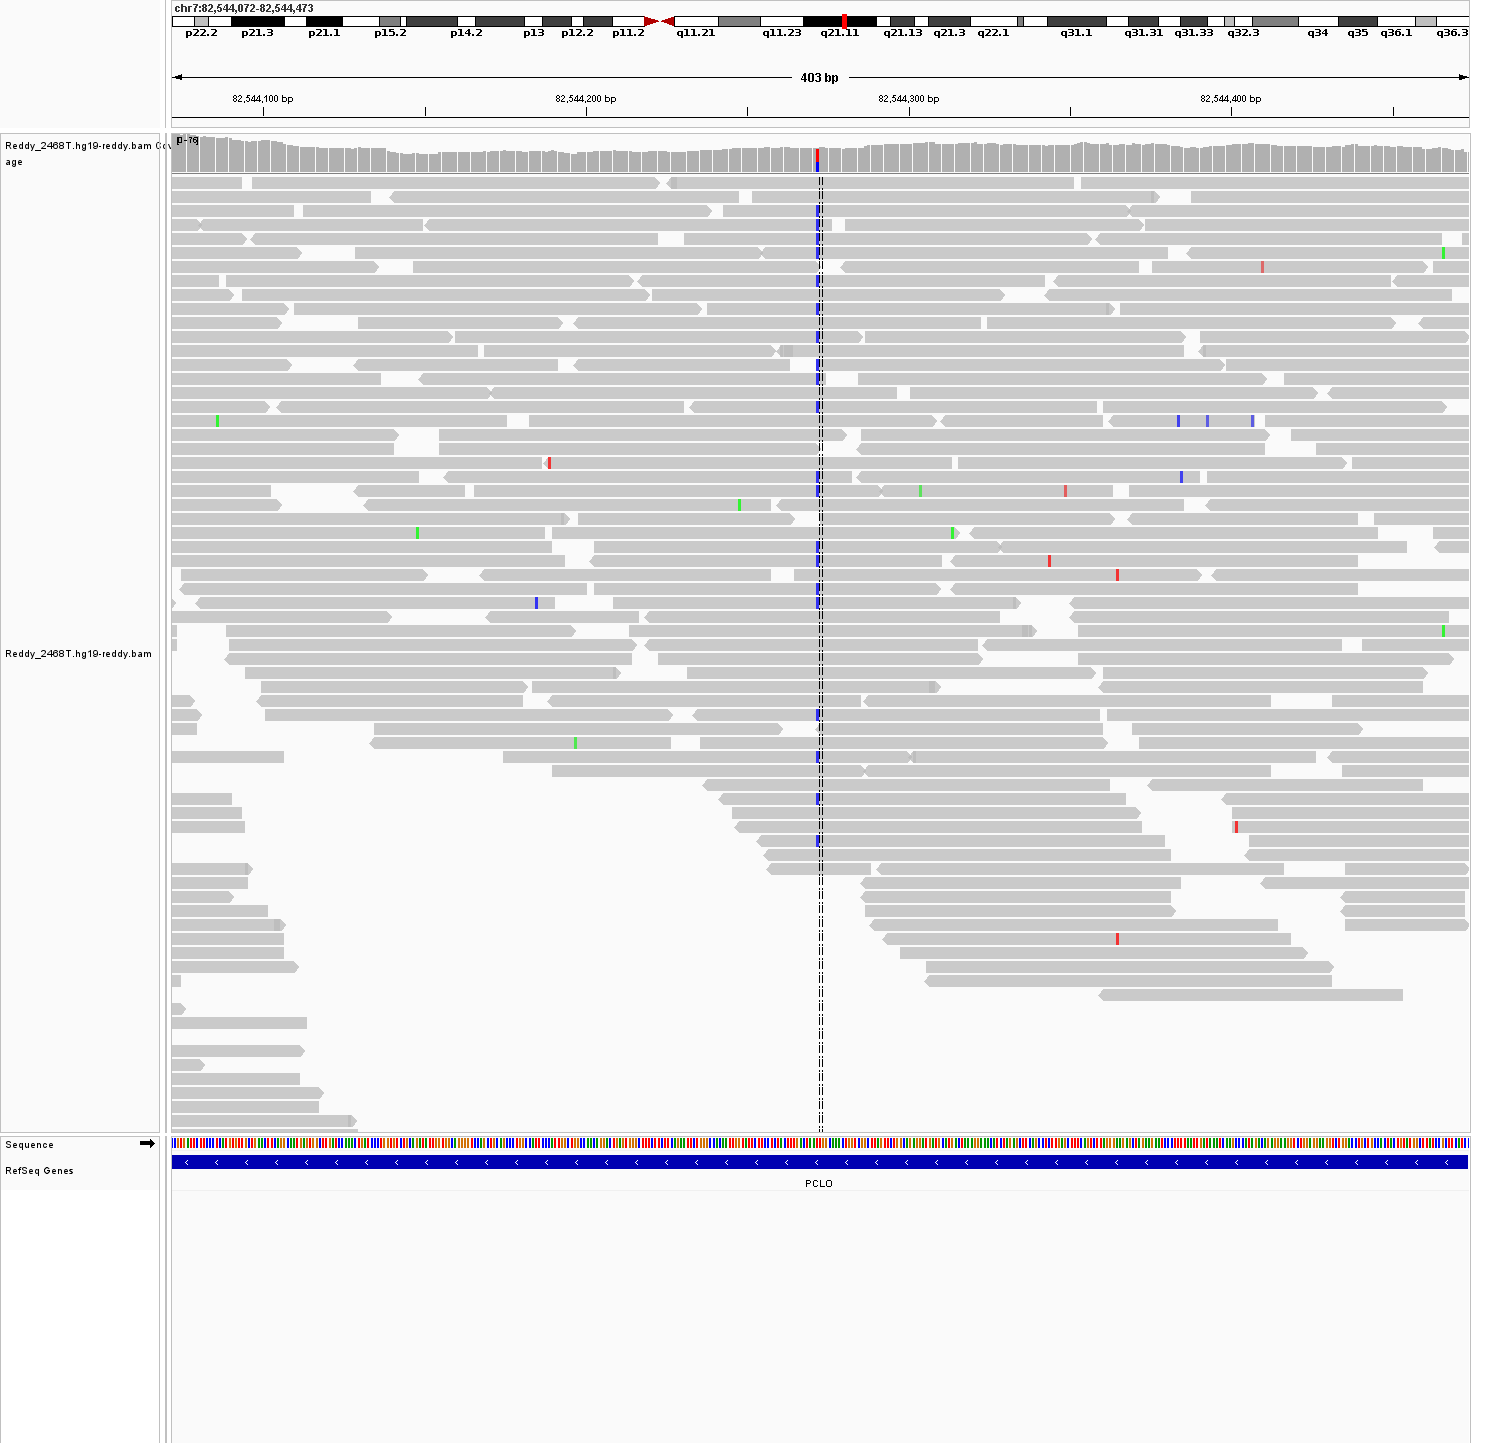 chr7:82,544,072-82,544,473
p22.2 p21.3 p21.1 p15.2 p14.2 p13 p12.2 p11.2 q11.21 q11.23 q21.11 q21.13 q21.3 q22.1 q31.1 q31.31 q31.33 q32.3 q34 q35 q36.1 q36.3
403 bp
82,544,100 bp 82,544,200 bp 82,544,300 bp 82,544,400 bp
Reddy_2468T.hg19-reddy.bam Cov
age
Reddy_2468T.hg19-reddy.bam
Sequence
RefSeq Genes
PCLO